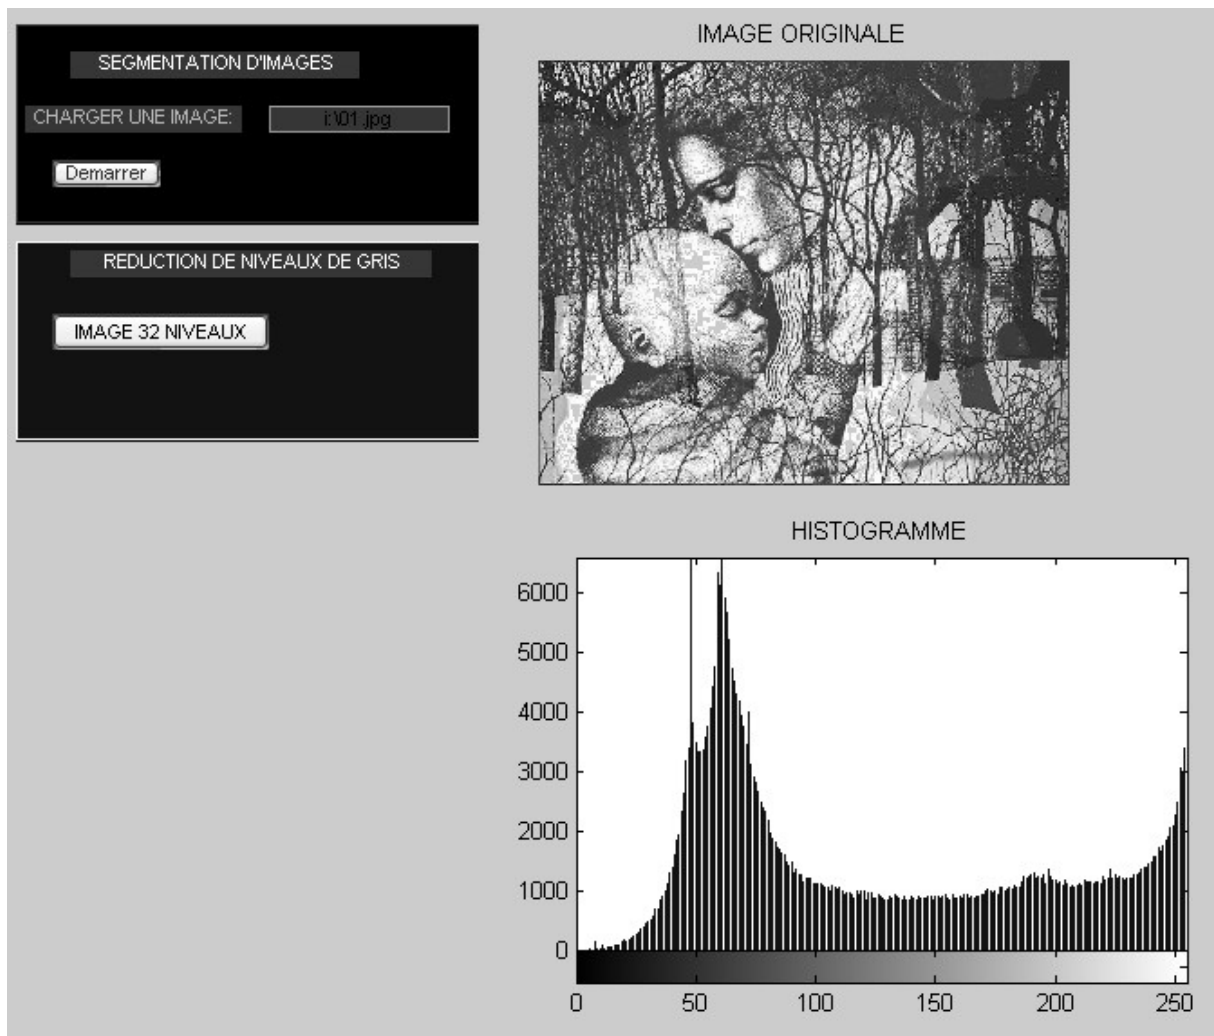 SEGMENTATION D'IMAGES
CHARGER UNE IMAGE:
i:\01.jpg
Demarrer
REDUCTION DE NIVEAUX DE GRIS
IMAGE 32 NIVEAUX
IMAGE ORIGINALE
HISTOGRAMME
6000
5000
4000
3000
2000
1000
0
0 50 100 150 200 250